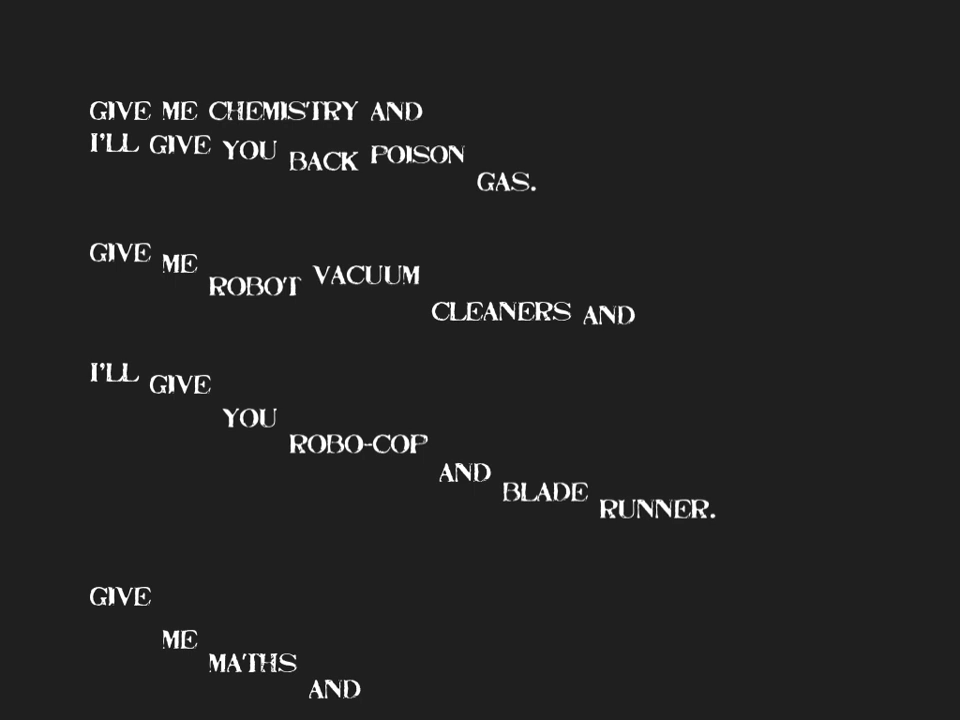 GIVE ME CHEMISTRY AND
I'LL GIVE YOU BACK POISON
GAS.
GIVE ME
ROBOT VACUUM
CLEANERS AND
I'LL GIVE
YOU
ROBO-COP
AND
BLADE
RUNNER.
GIVE
ME
MATHS
AND